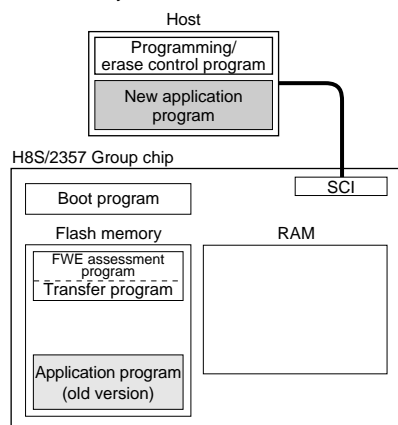 Host
Programming/
erase control program
New application
program
H8S/2357 Group chip
SCI
Boot program
Flash memory
RAM
FWE assessment
program
Transfer program
Application program
(old version)